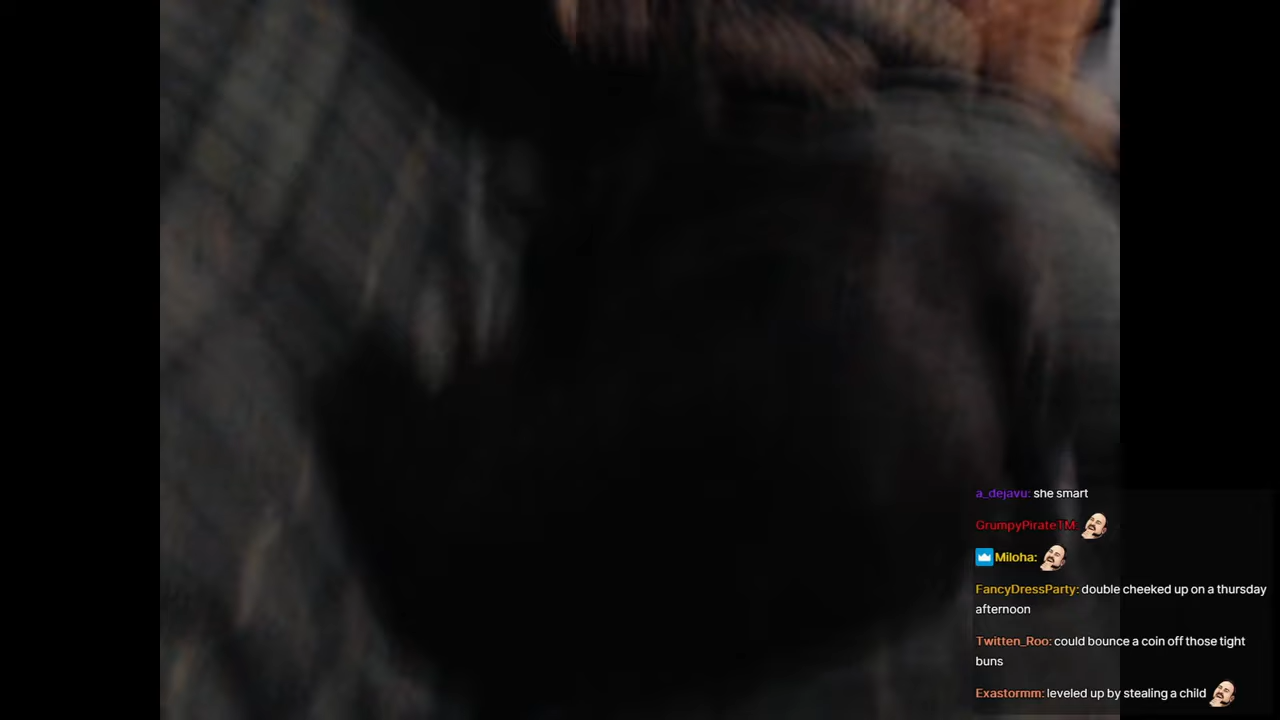 a_dejavu: she smart
GrumpyPirateTM:
Miloha:
FancyDressParty: double cheeked up on a thursday
afternoon
Twitten_Roo: could bounce a coin off those tight
buns
Exastormm: leveled up by stealing a child